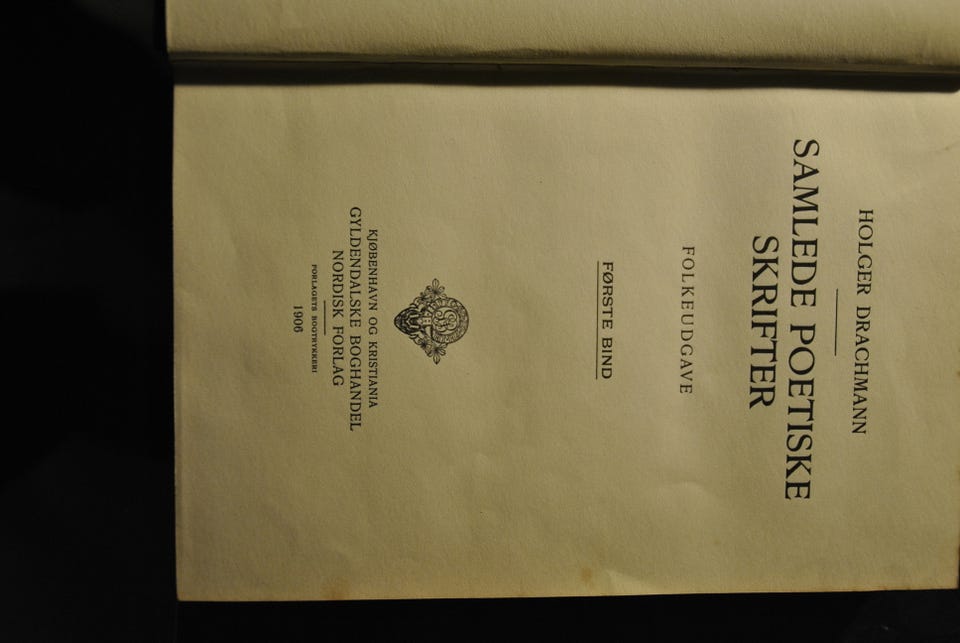 HOLGER DRACHMANN
SAMLEDE POETISKE
SKRIFTER
FOLKEUDGAVE
FØRSTE BIND
KJØBENHAVN OG KRISTIANIA
GYLDENDALSKE BOGHANDEL
NORDISK FORLAG
FORLAGETS BOGTRYKKERI
1906